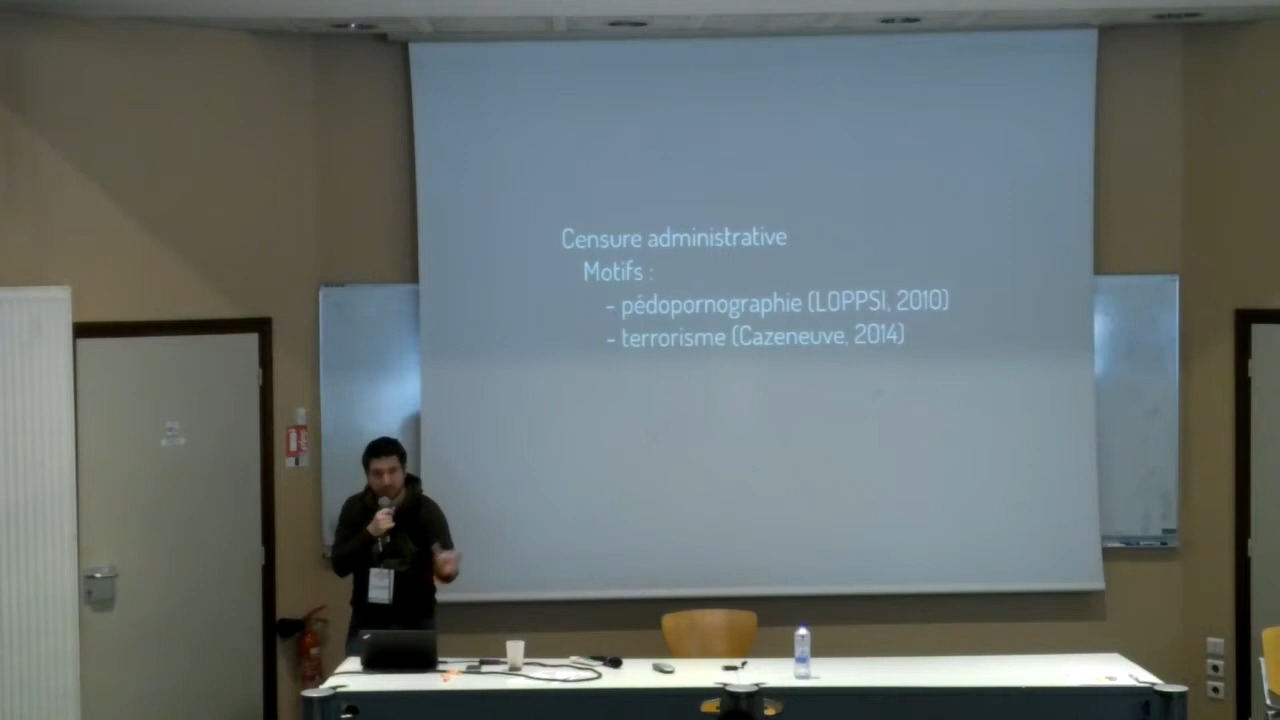 Censure administrative
Motifs :
- pédopornographie (LOPPSI, 2010)
- terrorisme (Cazeneuve, 2014)